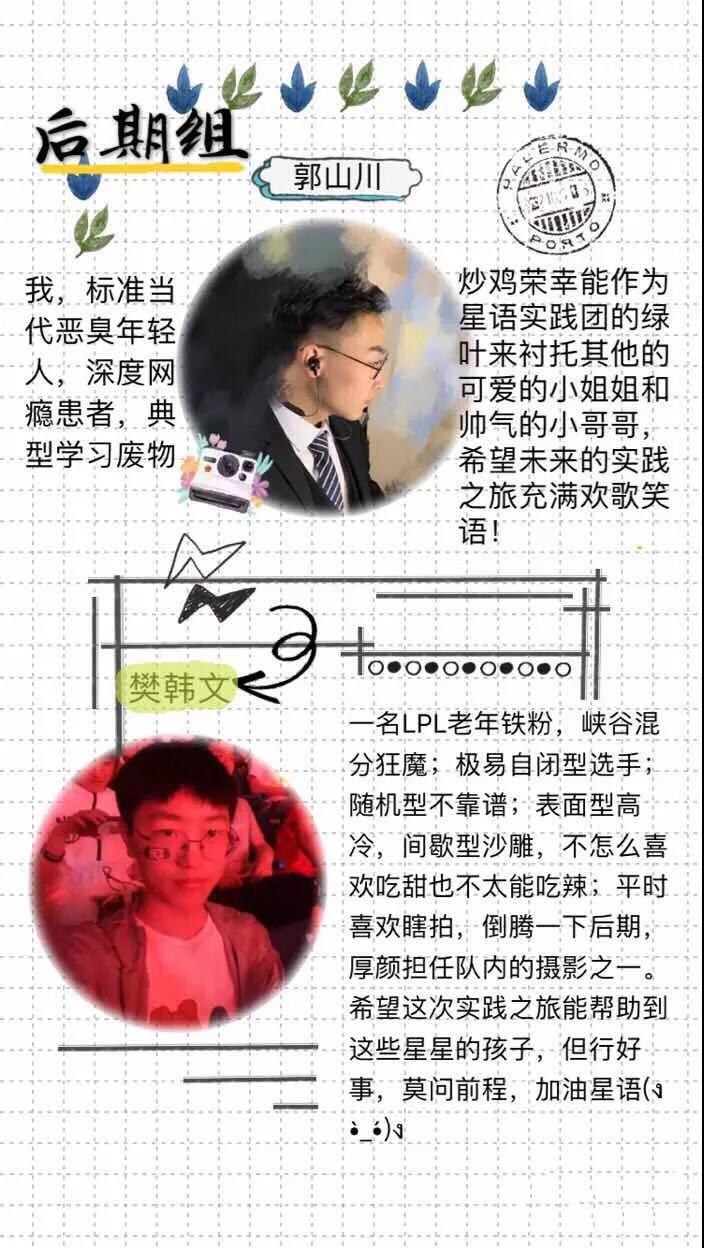 后期组
郭山川
PALERMO
PORTO
我，标准当
代恶臭年轻
人，深度网
瘾患者，典
型学习废物
炒鸡荣幸能作为
星语实践团的绿
叶来衬托其他的
可爱的小姐姐和
帅气的小哥哥，
希望未来的实践
之旅充满欢歌笑
语！
樊韩文
一名LPL老年铁粉，峡谷混
分狂魔；极易自闭型选手；
随机型不靠谱；表面型高
冷，间歇型沙雕，不怎么喜
欢吃甜也不太能吃辣；平时
喜欢瞎拍，倒腾一下后期，
厚颜担任队内的摄影之一。
希望这次实践之旅能帮助到
这些星星的孩子，但行好
事，莫问前程，加油星语(ง
•̀_•́)ง